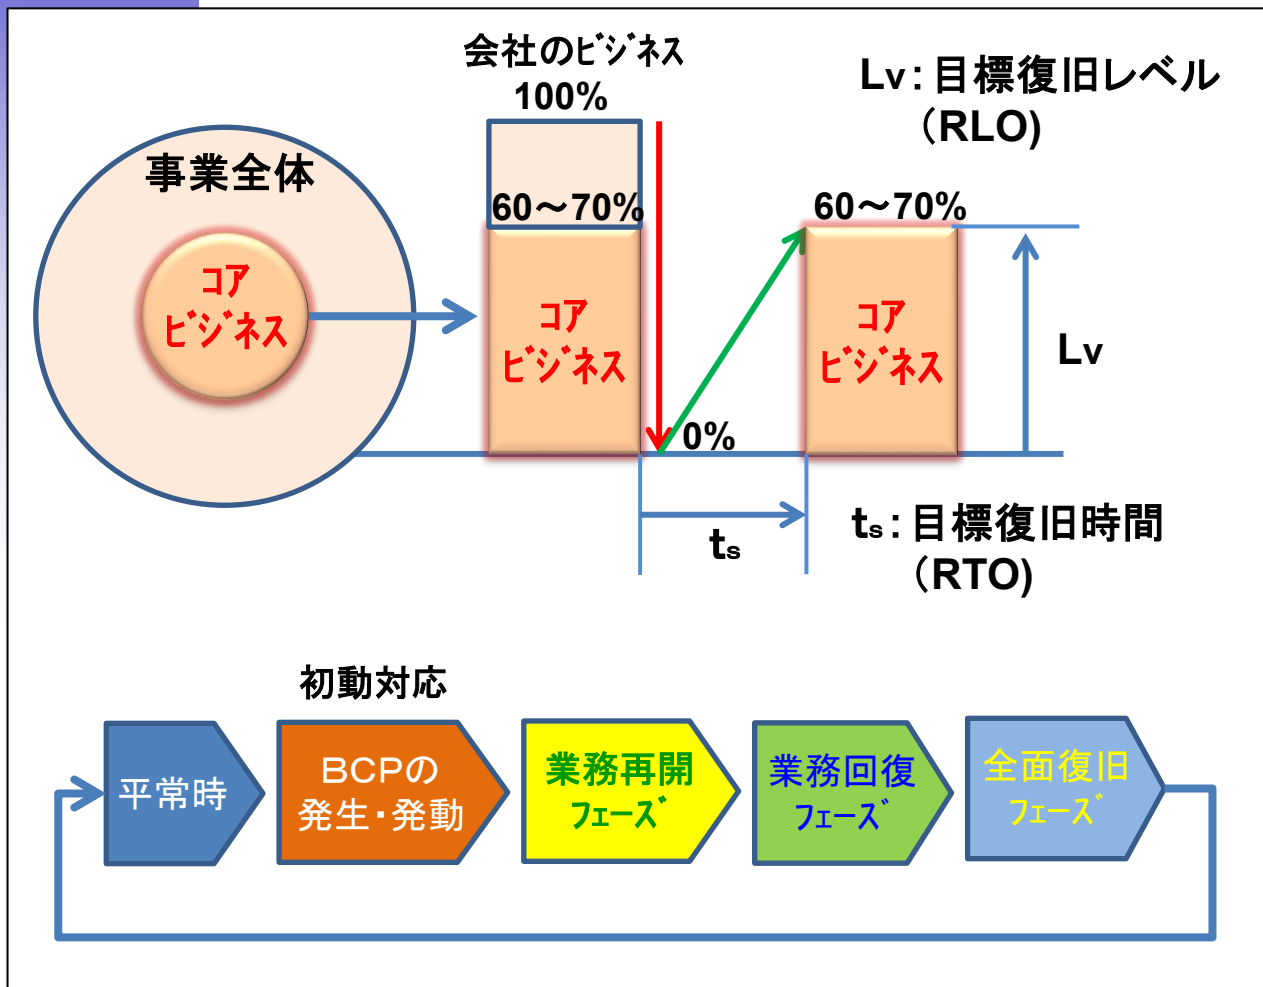 会社のビジネス
100%
Lv:目標復旧レベル
(RLO)
事業全体
60～70%
60～70%
コア
ビジネス
コア
ビジネス
コア
ビジネス
Lv
0%
ts
ts:目標復旧時間
(RTO)
初動対応
平常時
BCPの
発生・発動
業務再開
フェーズ
業務回復
フェーズ
全面復旧
フェーズ